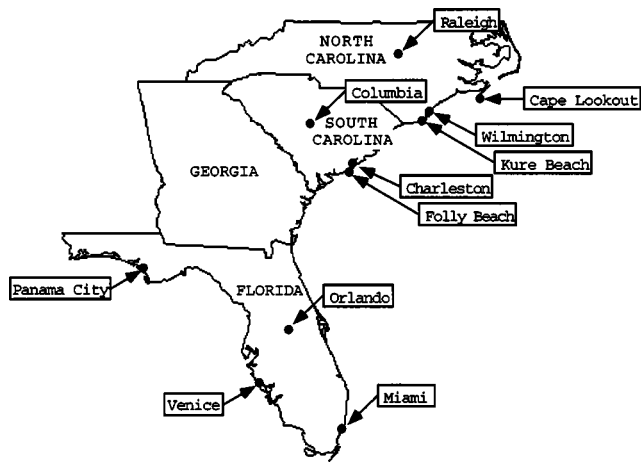 Raleigh
NORTH
CAROLINA
Columbia
Cape Lookout
SOUTH
CAROLINA
Wilmington
Kure Beach
GEORGIA
Charleston
Folly Beach
Panama City
FLORIDA
Orlando
Venice
Miami